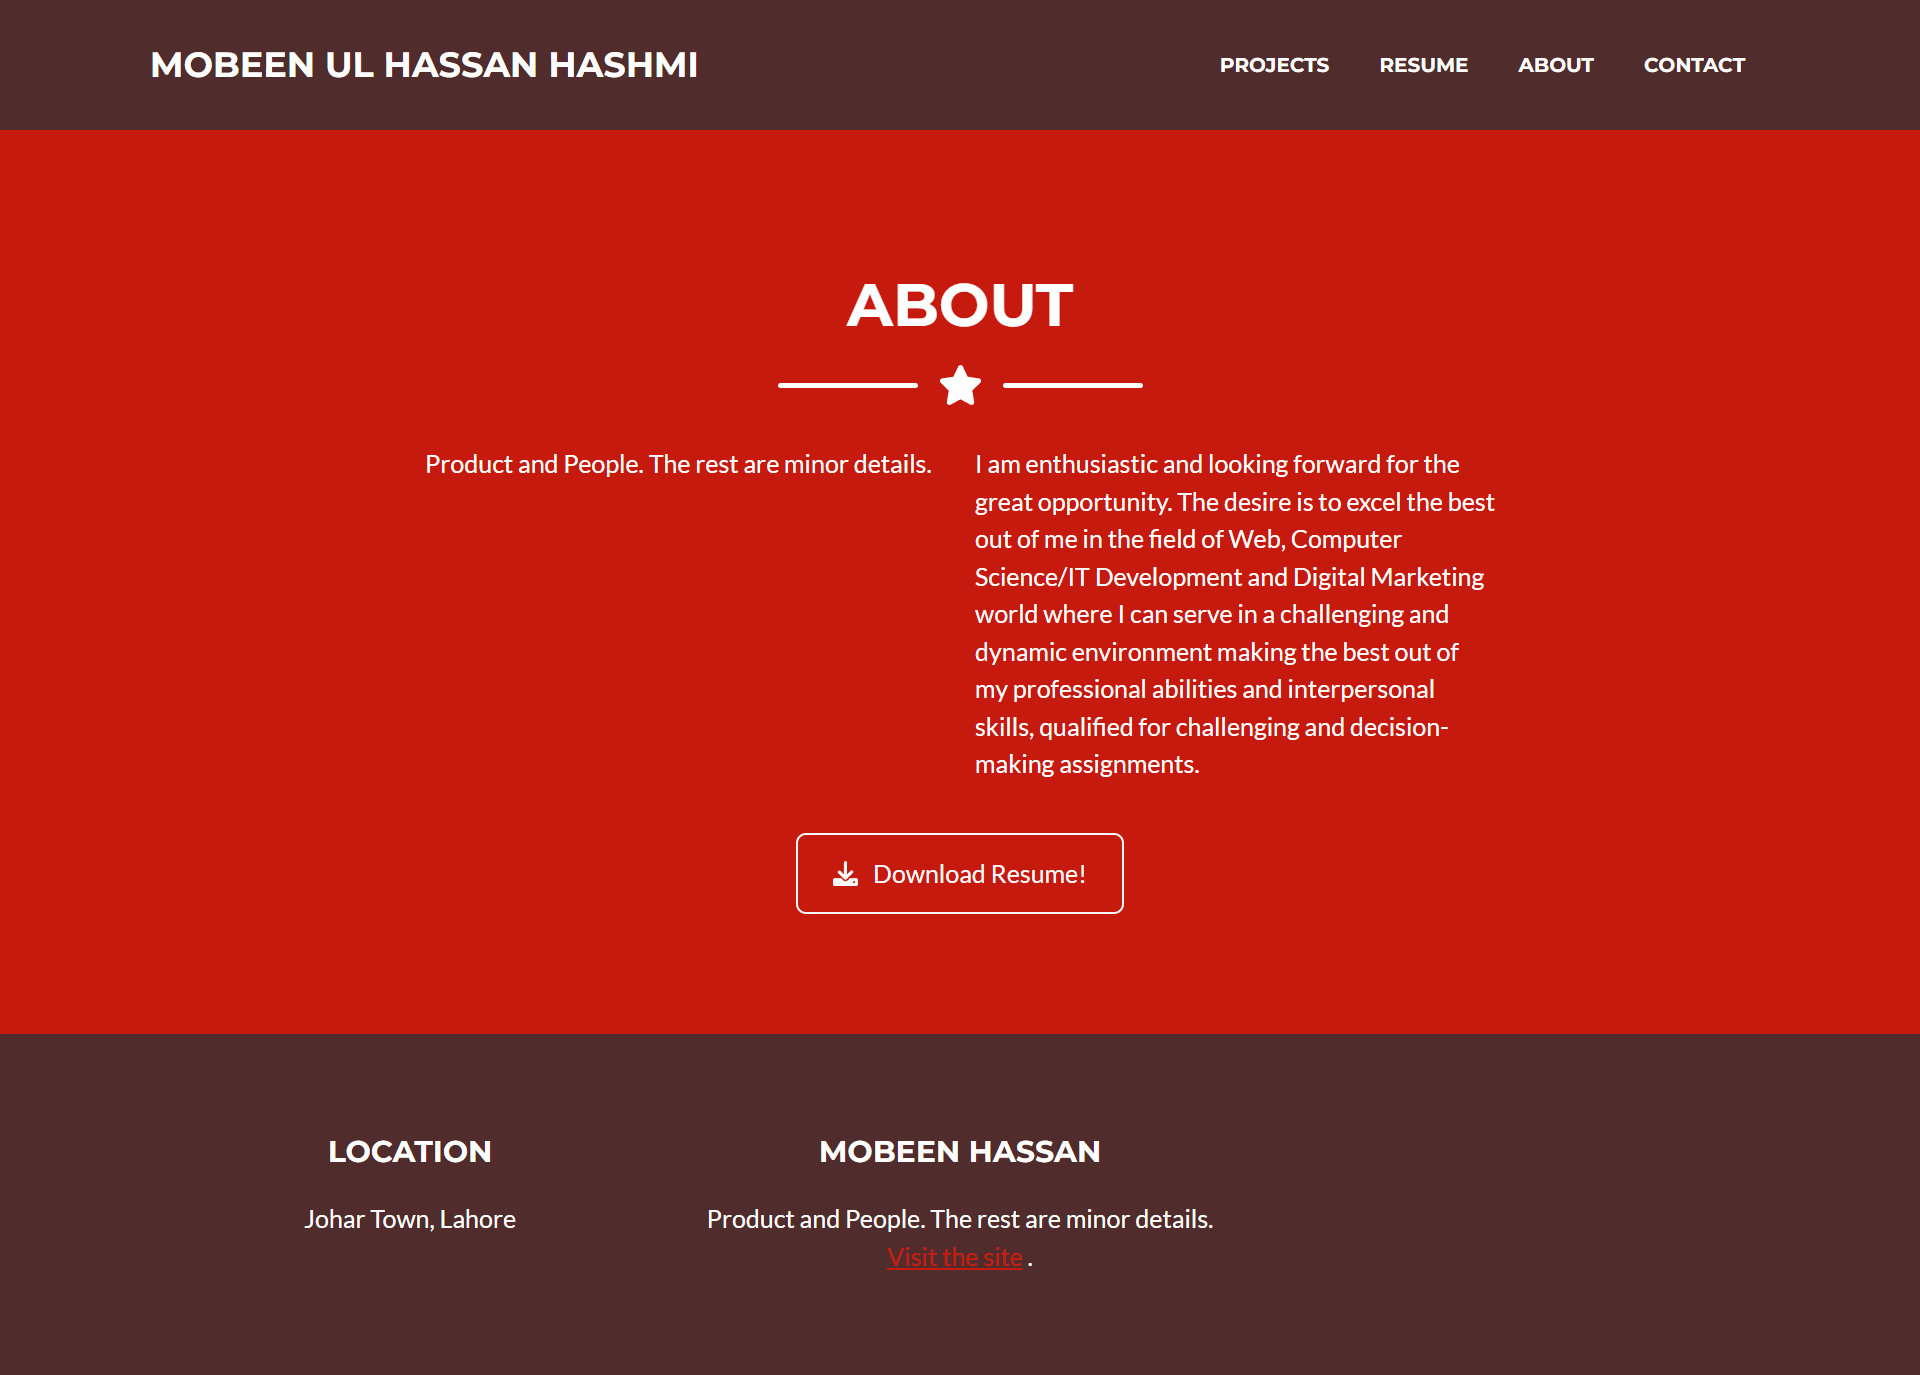 MOBEEN UL HASSAN HASHMI
PROJECTS
RESUME
ABOUT
CONTACT
ABOUT
Product and People. The rest are minor details.
I am enthusiastic and looking forward for the
great opportunity. The desire is to excel the best
out of me in the field of Web, Computer
Science/IT Development and Digital Marketing
world where I can serve in a challenging and
dynamic environment making the best out of
my professional abilities and interpersonal
skills, qualified for challenging and decision-
making assignments.
Download Resume!
LOCATION
Johar Town, Lahore
MOBEEN HASSAN
Product and People. The rest are minor details.
Visit the site .